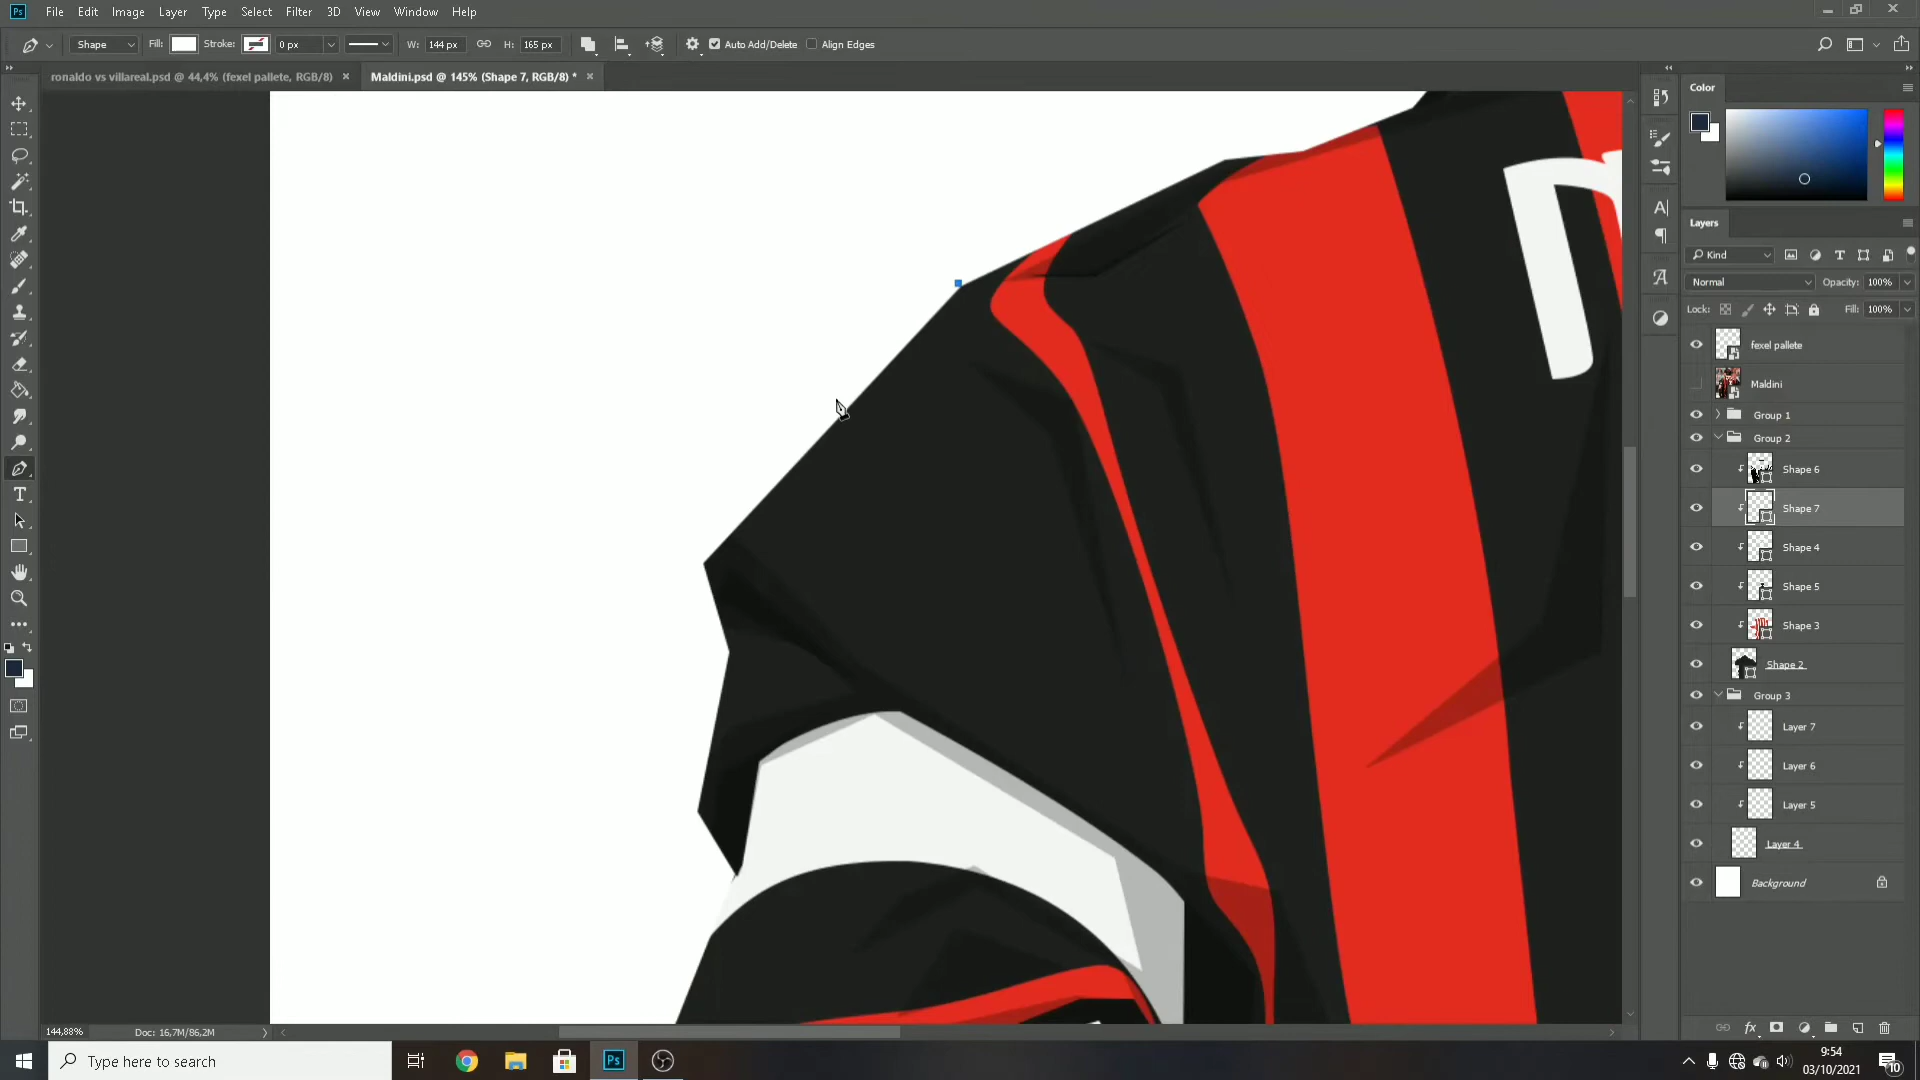 Ps File Edit Image Layer Type Select Filter 3D View Window Help
Shape Fill: Stroke: 0 px W: 144 px H: 165 px Auto Add/Delete Align Edges
ronaldo vs villareal.psd @ 44,4% (fexel pallete, RGB/8) ×
Maldini.psd @ 145% (Shape 7, RGB/8) * ×
Color
Layers
Kind
Normal Opacity: 100%
Lock: Fill: 100%
fexel pallete
Maldini
Group 1
Group 2
Shape 6
Shape 7
Shape 4
Shape 5
Shape 3
Shape 2
Group 3
Layer 7
Layer 6
Layer 5
Layer 4
Background
144,88% Doc: 16,7M/86,2M
Type here to search
Ps
9:54
03/10/2021
10